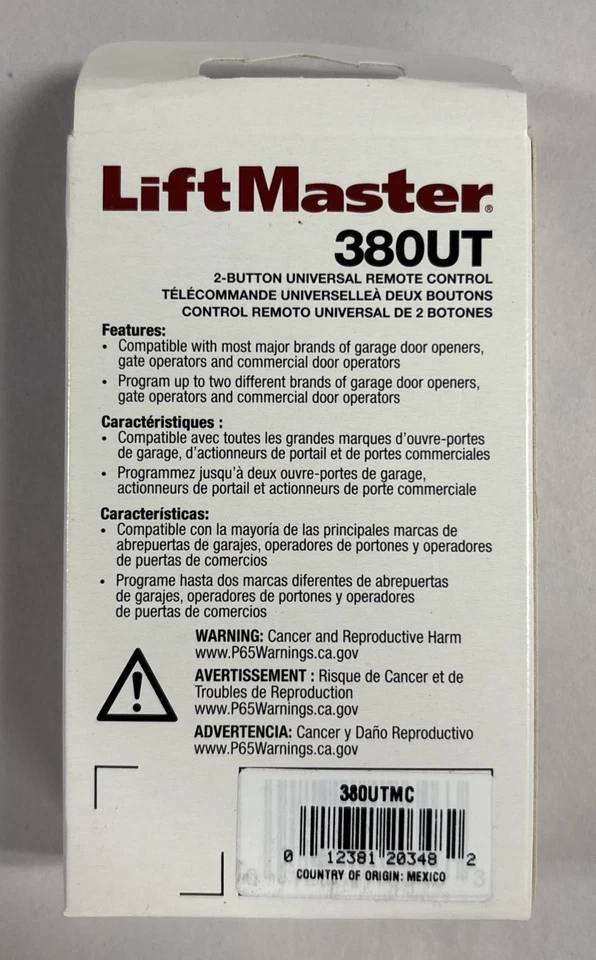 LiftMaster®
380UT
2-BUTTON UNIVERSAL REMOTE CONTROL
TÉLÉCOMMANDE UNIVERSELLEÀ DEUX BOUTONS
CONTROL REMOTO UNIVERSAL DE 2 BOTONES
Features:
• Compatible with most major brands of garage door openers,
gate operators and commercial door operators
• Program up to two different brands of garage door openers,
gate operators and commercial door operators
Caractéristiques :
• Compatible avec toutes les grandes marques d'ouvre-portes
de garage, d'actionneurs de portail et de portes commerciales
• Programmez jusqu'à deux ouvre-portes de garage,
actionneurs de portail et actionneurs de porte commerciale
Características:
• Compatible con la mayoría de las principales marcas de
abrepuertas de garajes, operadores de portones y operadores
de puertas de comercios
• Programe hasta dos marcas diferentes de abrepuertas
de garajes, operadores de portones y operadores
de puertas de comercios
WARNING: Cancer and Reproductive Harm
www.P65Warnings.ca.gov
AVERTISSEMENT : Risque de Cancer et de
Troubles de Reproduction
www.P65Warnings.ca.gov
ADVERTENCIA: Cancer y Daño Reproductivo
www.P65Warnings.ca.gov
380UTMC
0 12381 20348 2
COUNTRY OF ORIGIN: MEXICO